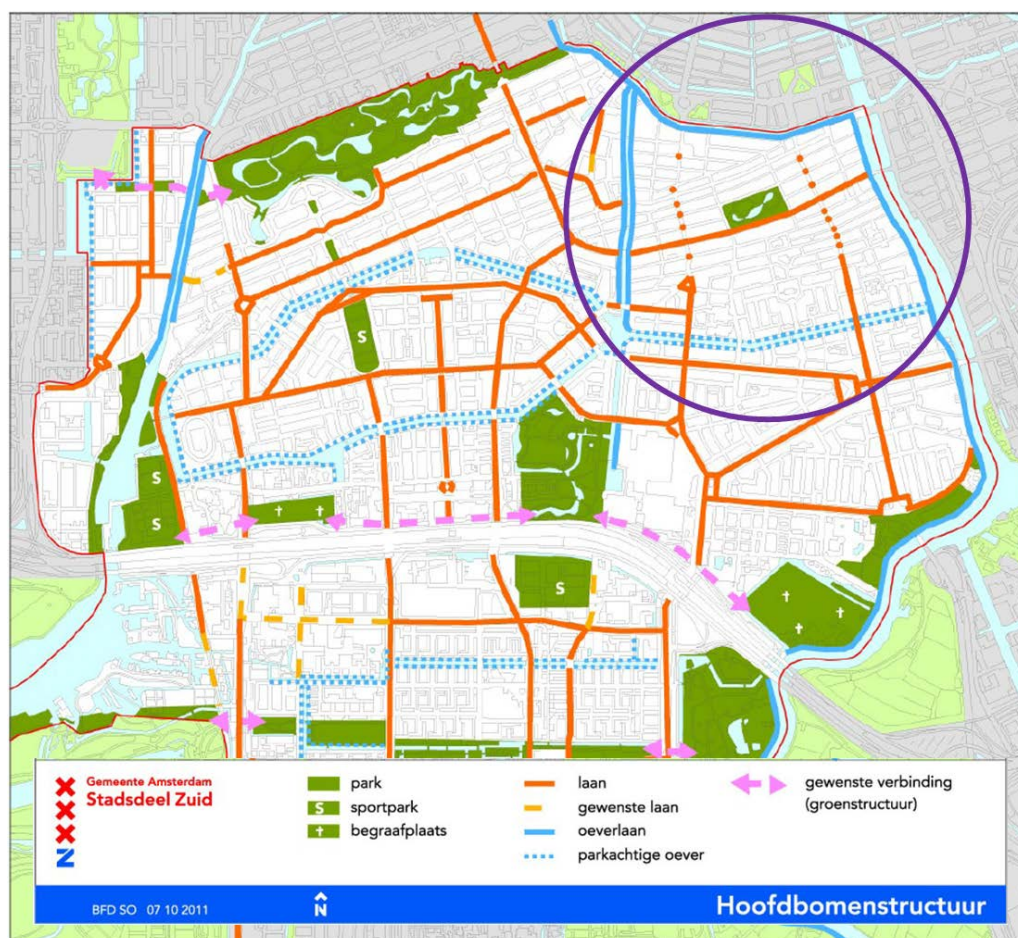 S
S
S
S
Gemeente Amsterdam
Stadsdeel Zuid
park
S sportpark
begraafplaats
laan
gewenste laan
oeverlaan
parkachtige oever
gewenste verbinding
(groenstructuur)
BFD SO 07 10 2011
N
Hoofdbomenstructuur